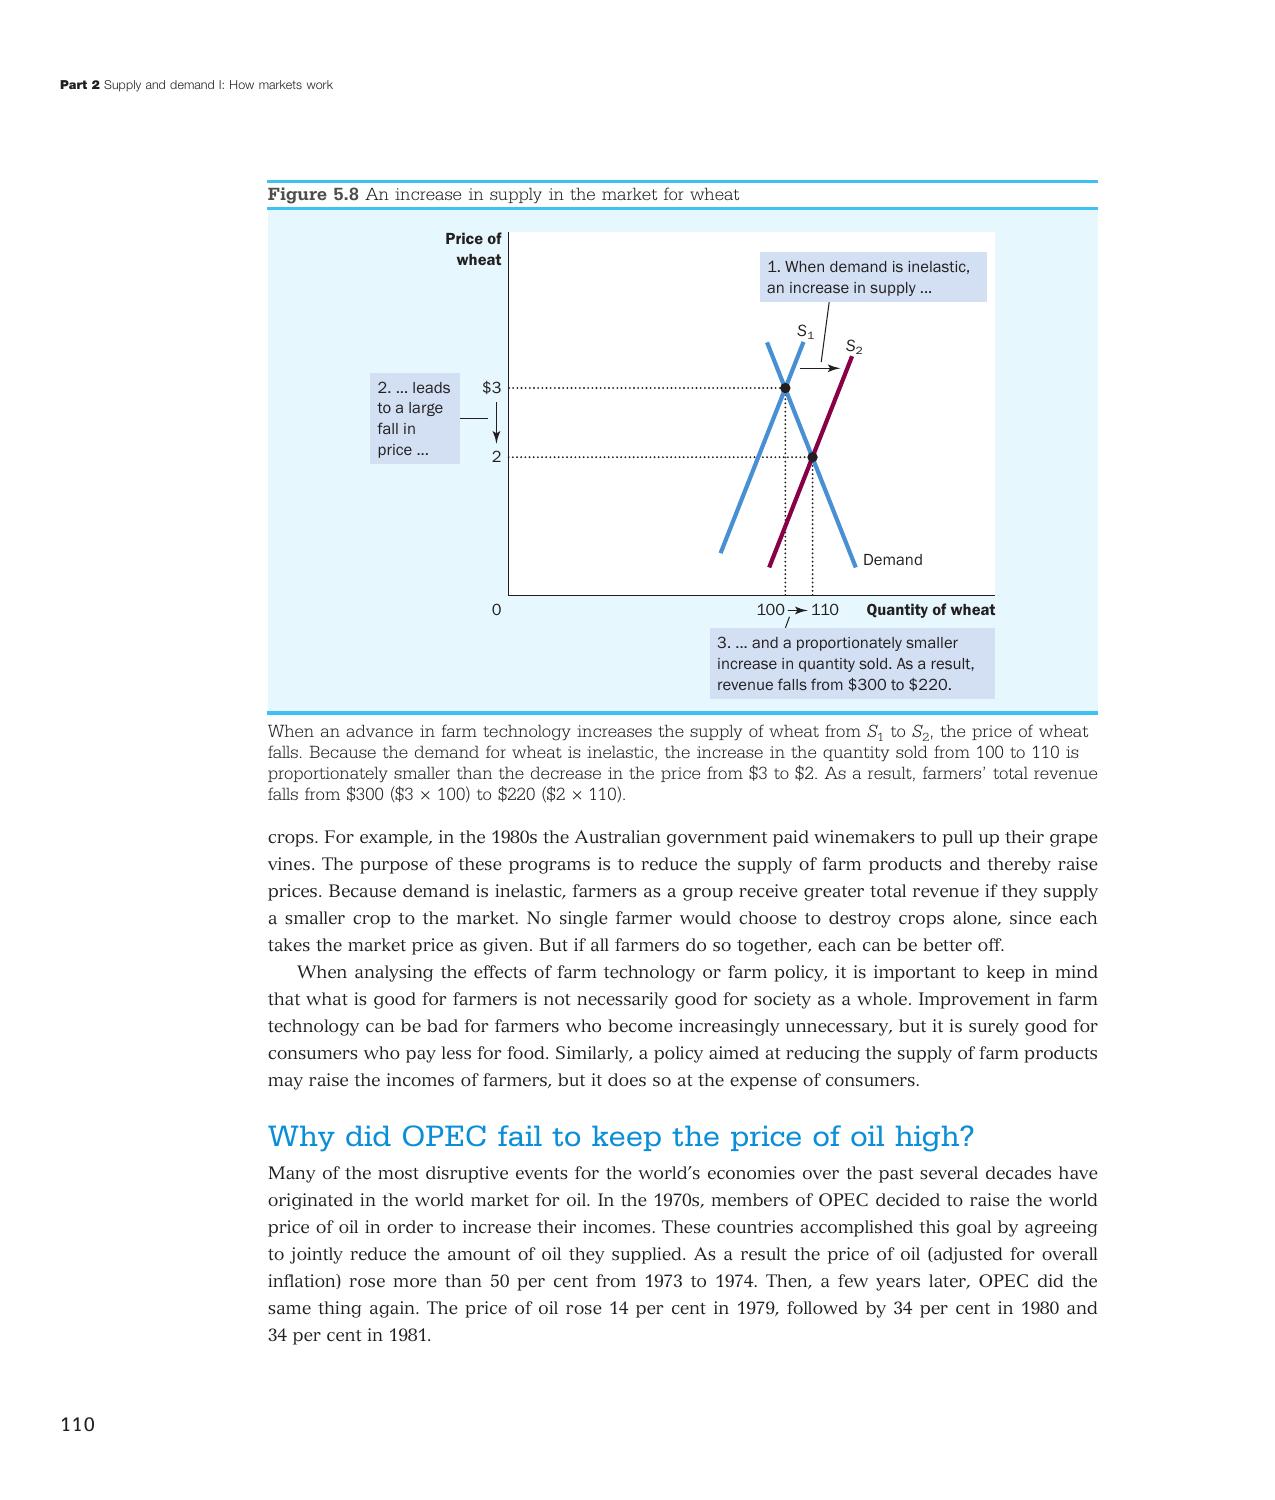 Part 2 Supply and demand I: How markets work
Figure 5.8 An increase in supply in the market for wheat
Price of
wheat
1. When demand is inelastic,
an increase in supply ...
S1
S2
2. ... leads
to a large
fall in
price ...
$3
2
Demand
0
100
110
Quantity of wheat
3. ... and a proportionately smaller
increase in quantity sold. As a result,
revenue falls from $300 to $220.
When an advance in farm technology increases the supply of wheat from S1 to S2, the price of wheat
falls. Because the demand for wheat is inelastic, the increase in the quantity sold from 100 to 110 is
proportionately smaller than the decrease in the price from $3 to $2. As a result, farmers’ total revenue
falls from $300 ($3 × 100) to $220 ($2 × 110).
crops. For example, in the 1980s the Australian government paid winemakers to pull up their grape
vines. The purpose of these programs is to reduce the supply of farm products and thereby raise
prices. Because demand is inelastic, farmers as a group receive greater total revenue if they supply
a smaller crop to the market. No single farmer would choose to destroy crops alone, since each
takes the market price as given. But if all farmers do so together, each can be better off.
When analysing the effects of farm technology or farm policy, it is important to keep in mind
that what is good for farmers is not necessarily good for society as a whole. Improvement in farm
technology can be bad for farmers who become increasingly unnecessary, but it is surely good for
consumers who pay less for food. Similarly, a policy aimed at reducing the supply of farm products
may raise the incomes of farmers, but it does so at the expense of consumers.
Why did OPEC fail to keep the price of oil high?
Many of the most disruptive events for the world’s economies over the past several decades have
originated in the world market for oil. In the 1970s, members of OPEC decided to raise the world
price of oil in order to increase their incomes. These countries accomplished this goal by agreeing
to jointly reduce the amount of oil they supplied. As a result the price of oil (adjusted for overall
inflation) rose more than 50 per cent from 1973 to 1974. Then, a few years later, OPEC did the
same thing again. The price of oil rose 14 per cent in 1979, followed by 34 per cent in 1980 and
34 per cent in 1981.
110